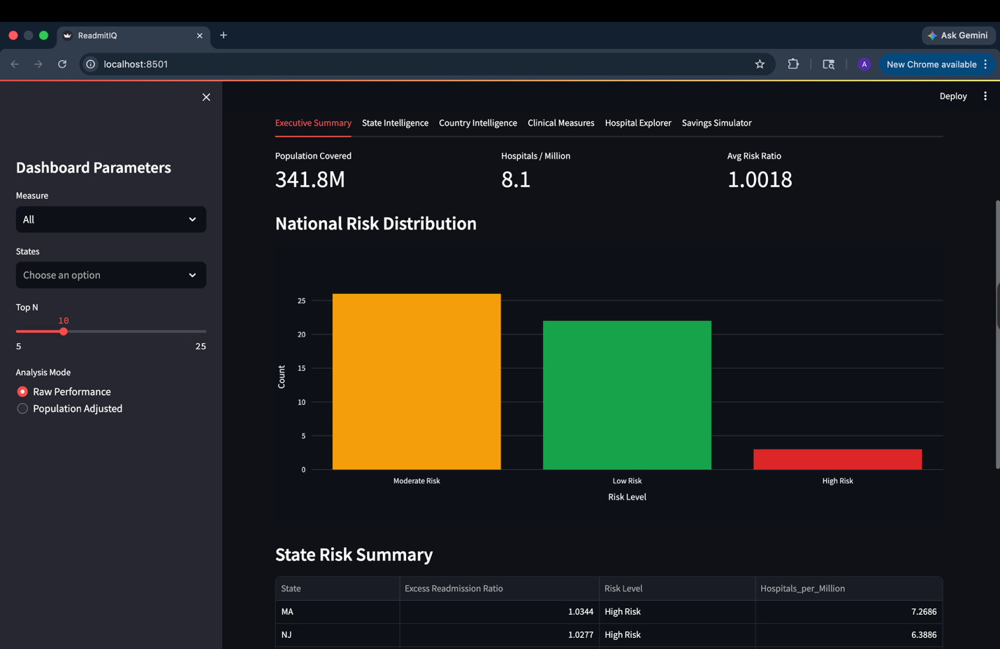 ReadmitIQ
Ask Gemini
localhost:8501
A
New Chrome available
Deploy
Dashboard Parameters
Measure
All
States
Choose an option
Top N
10
5 25
Analysis Mode
Raw Performance
Population Adjusted
Executive Summary State Intelligence Country Intelligence Clinical Measures Hospital Explorer Savings Simulator
Population Covered Hospitals / Million Avg Risk Ratio
341.8M 8.1 1.0018
National Risk Distribution
25
20
15
10
5
0
Count
Moderate Risk Low Risk High Risk
Risk Level
State Risk Summary
State Excess Readmission Ratio Risk Level Hospitals_per_Million
MA 1.0344 High Risk 7.2686
NJ 1.0277 High Risk 6.3886